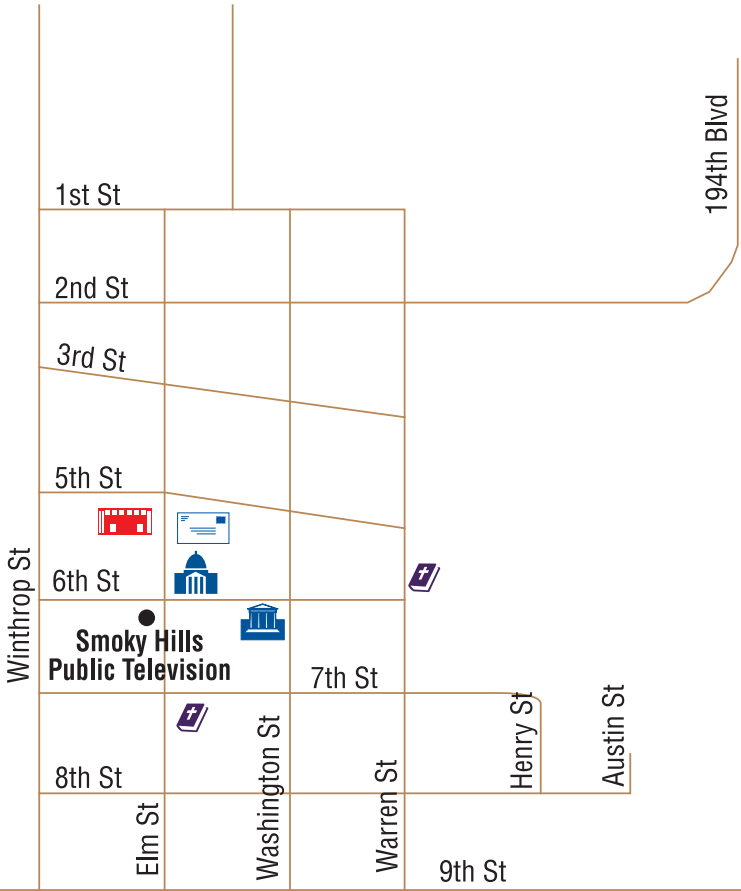 194th Blvd
1st St
2nd St
3rd St
5th St
6th St
Winthrop St
Smoky Hills
Public Television
7th St
Henry St
Austin St
Washington St
Warren St
8th St
Elm St
9th St